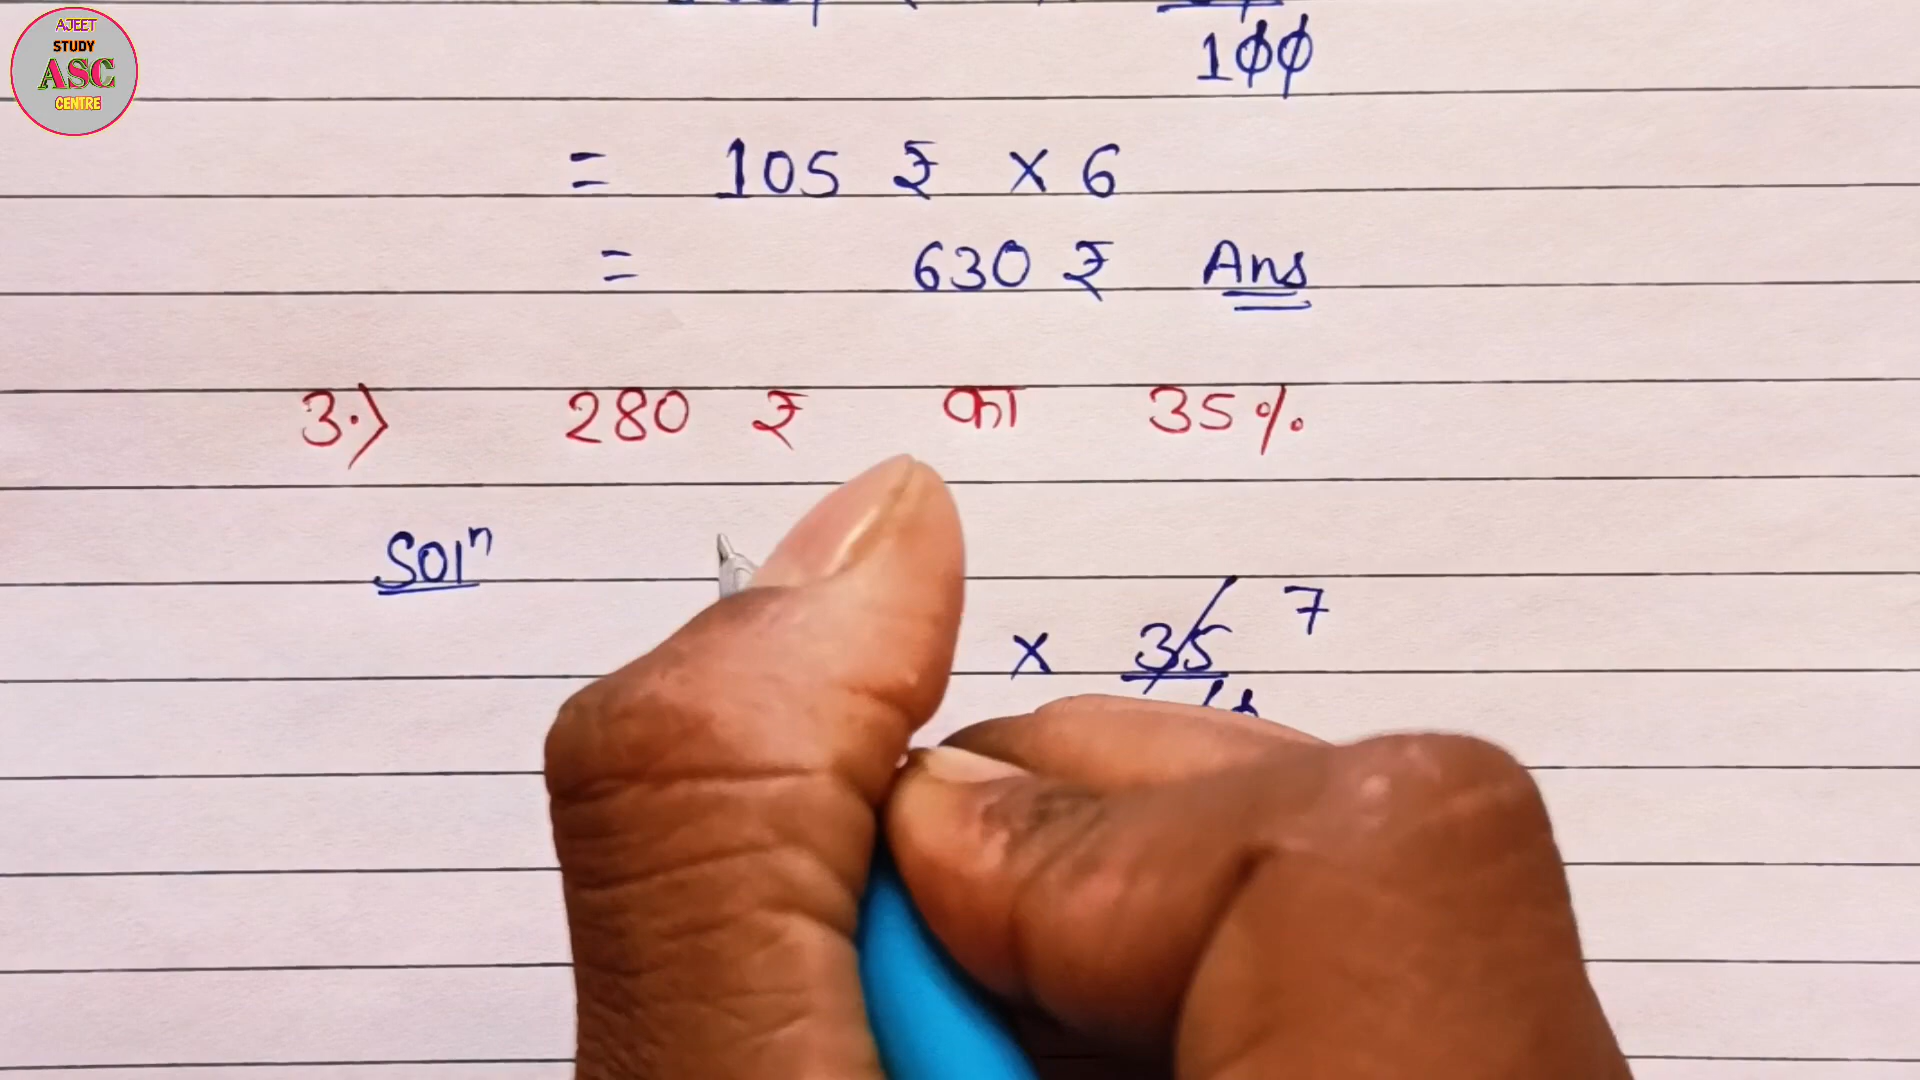 AJEET
STUDY
ASC
CENTRE
100
= 105 ₹ × 6
= 630 ₹ Ans
3.) 280 ₹ का 35%
Solⁿ
× 35 7